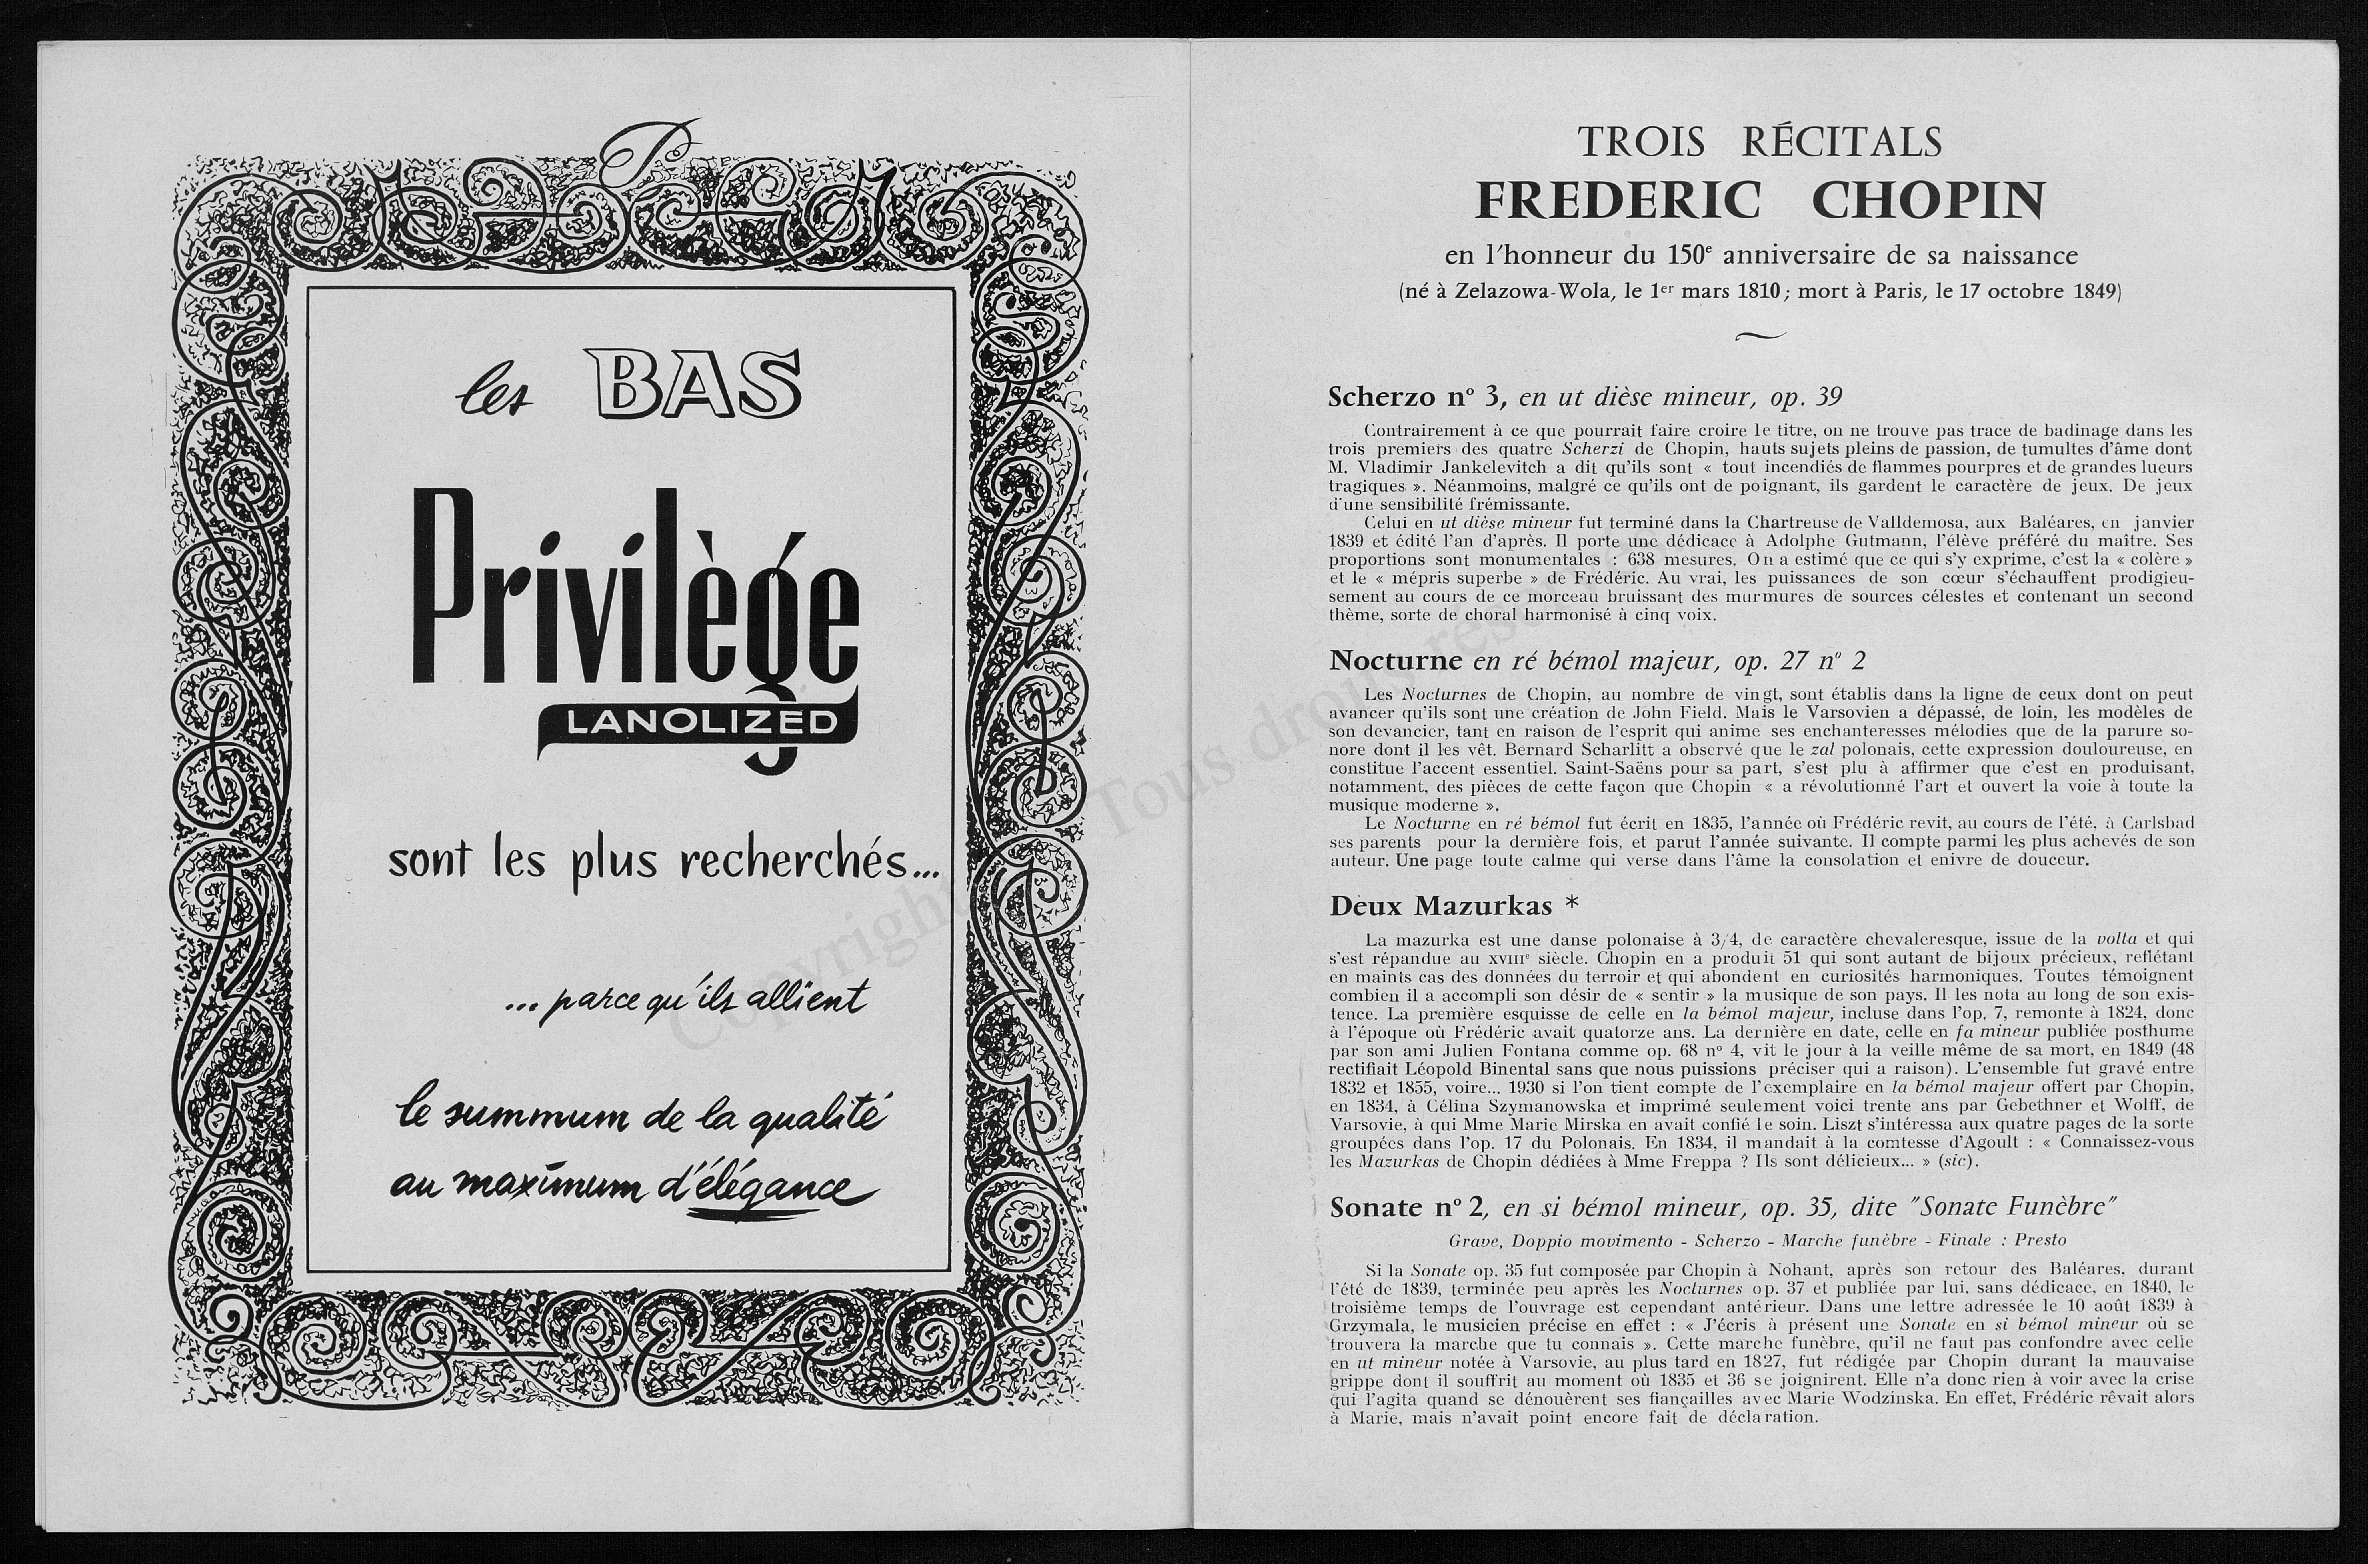 P
les BAS
Privilège
LANOLIZED
sont les plus recherchés...
... parce qu'ils allient
le summum de la qualité
au maximum d'élégance
TROIS RÉCITALS
FREDERIC CHOPIN
en l'honneur du 150e anniversaire de sa naissance
(né à Zelazowa-Wola, le 1er mars 1810 ; mort à Paris, le 17 octobre 1849)
Scherzo n° 3, en ut dièse mineur, op. 39
Contrairement à ce que pourrait faire croire le titre, on ne trouve pas trace de badinage dans les
trois premiers des quatre Scherzi de Chopin, hauts sujets pleins de passion, de tumultes d'âme dont
M. Vladimir Jankelevitch a dit qu'ils sont « tout incendiés de flammes pourpres et de grandes lueurs
tragiques ». Néanmoins, malgré ce qu'ils ont de poignant, ils gardent le caractère de jeux. De jeux
d'une sensibilité frémissante.
Celui en ut dièse mineur fut terminé dans la Chartreuse de Valldemosa, aux Baléares, en janvier
1839 et édité l'an d'après. Il porte une dédicace à Adolphe Gutmann, l'élève préféré du maître. Ses
proportions sont monumentales : 638 mesures. On a estimé que ce qui s'y exprime, c'est la « colère »
et le « mépris superbe » de Frédéric. Au vrai, les puissances de son cœur s'échauffent prodigieu-
sement au cours de ce morceau bruissant des murmures de sources célestes et contenant un second
thème, sorte de choral harmonisé à cinq voix.
Nocturne en ré bémol majeur, op. 27 n° 2
Les Nocturnes de Chopin, au nombre de vingt, sont établis dans la ligne de ceux dont on peut
avancer qu'ils sont une création de John Field. Mais le Varsovien a dépassé, de loin, les modèles de
son devancier, tant en raison de l'esprit qui anime ses enchanteresses mélodies que de la parure so-
nore dont il les vêt. Bernard Scharlitt a observé que le zal polonais, cette expression douloureuse, en
constitue l'accent essentiel. Saint-Saëns pour sa part, s'est plu à affirmer que c'est en produisant,
notamment, des pièces de cette façon que Chopin « a révolutionné l'art et ouvert la voie à toute la
musique moderne ».
Le Nocturne en ré bémol fut écrit en 1835, l'année où Frédéric revit, au cours de l'été, à Carlsbad
ses parents pour la dernière fois, et parut l'année suivante. Il compte parmi les plus achevés de son
auteur. Une page toute calme qui verse dans l'âme la consolation et enivre de douceur.
Deux Mazurkas *
La mazurka est une danse polonaise à 3/4, de caractère chevaleresque, issue de la volta et qui
s'est répandue au XVIIIe siècle. Chopin en a produit 51 qui sont autant de bijoux précieux, reflétant
en maints cas des données du terroir et qui abondent en curiosités harmoniques. Toutes témoignent
combien il a accompli son désir de « sentir » la musique de son pays. Il les nota au long de son exis-
tence. La première esquisse de celle en la bémol majeur, incluse dans l'op. 7, remonte à 1824, donc
à l'époque où Frédéric avait quatorze ans. La dernière en date, celle en fa mineur publiée posthume
par son ami Julien Fontana comme op. 68 n° 4, vit le jour à la veille même de sa mort, en 1849 (48
rectifiait Léopold Binental sans que nous puissions préciser qui a raison). L'ensemble fut gravé entre
1832 et 1855, voire... 1930 si l'on tient compte de l'exemplaire en la bémol majeur offert par Chopin,
en 1834, à Célina Szymanowska et imprimé seulement voici trente ans par Gebethner et Wolff, de
Varsovie, à qui Mme Marie Mirska en avait confié le soin. Liszt s'intéressa aux quatre pages de la sorte
groupées dans l'op. 17 du Polonais. En 1834, il mandait à la comtesse d'Agoult : « Connaissez-vous
les Mazurkas de Chopin dédiées à Mme Freppa ? Ils sont délicieux... » (sic).
Sonate n° 2, en si bémol mineur, op. 35, dite "Sonate Funèbre"
Grave, Doppio movimento - Scherzo - Marche funèbre - Finale : Presto
Si la Sonate op. 35 fut composée par Chopin à Nohant, après son retour des Baléares, durant
l'été de 1839, terminée peu après les Nocturnes op. 37 et publiée par lui, sans dédicace, en 1840, le
troisième temps de l'ouvrage est cependant antérieur. Dans une lettre adressée le 10 août 1839 à
Grzymala, le musicien précise en effet : « J'écris à présent une Sonate en si bémol mineur où se
trouvera la marche que tu connais ». Cette marche funèbre, qu'il ne faut pas confondre avec celle
en ut mineur notée à Varsovie, au plus tard en 1827, fut rédigée par Chopin durant la mauvaise
grippe dont il souffrit au moment où 1835 et 36 se joignirent. Elle n'a donc rien à voir avec la crise
qui l'agita quand se dénouèrent ses fiançailles avec Marie Wodzinska. En effet, Frédéric rêvait alors
à Marie, mais n'avait point encore fait de déclaration.
Copyright Tous droits